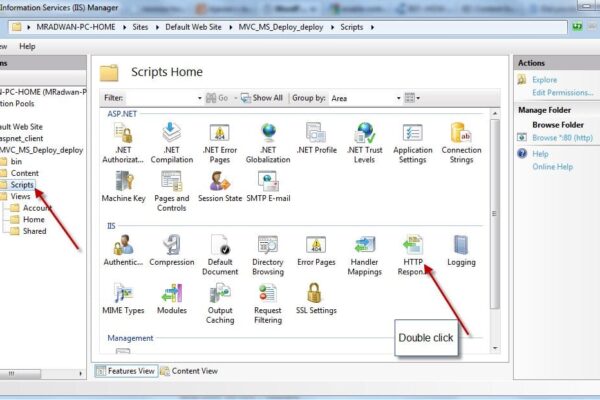 Information Services (IIS) Manager
MRADWAN-PC-HOME ▸ Sites ▸ Default Web Site ▸ MVC_MS_Deploy_deploy ▸ Scripts ▸
Help
AN-PC-HOME (MRadwan-PC-HOME
tion Pools
fault Web Site
aspnet_client
MVC_MS_Deploy_deploy
bin
Content
Scripts
Views
Account
Home
Shared
Scripts Home
Filter: Go Show All Group by: Area
ASP.NET
.NET Authorizat... .NET Compilation .NET Error Pages .NET Globalization .NET Profile .NET Trust Levels Application Settings Connection Strings
Machine Key Pages and Controls Session State SMTP E-mail
IIS
Authentic... Compression Default Document Directory Browsing Error Pages Handler Mappings HTTP Respon... Logging
MIME Types Modules Output Caching Request Filtering SSL Settings
Double click
Management
Features View Content View
Actions
Explore
Edit Permissions...
Manage Folder
Browse Folder
Browse *:80 (http)
Help
Online Help